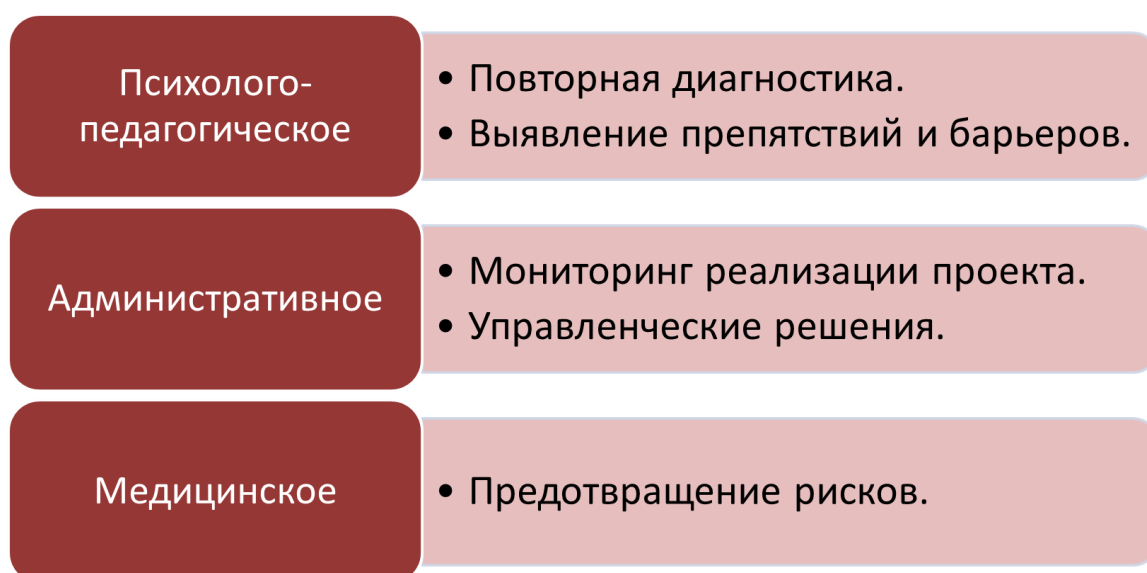 Психолого-
педагогическое
• Повторная диагностика.
• Выявление препятствий и барьеров.
Административное
• Мониторинг реализации проекта.
• Управленческие решения.
Медицинское
• Предотвращение рисков.